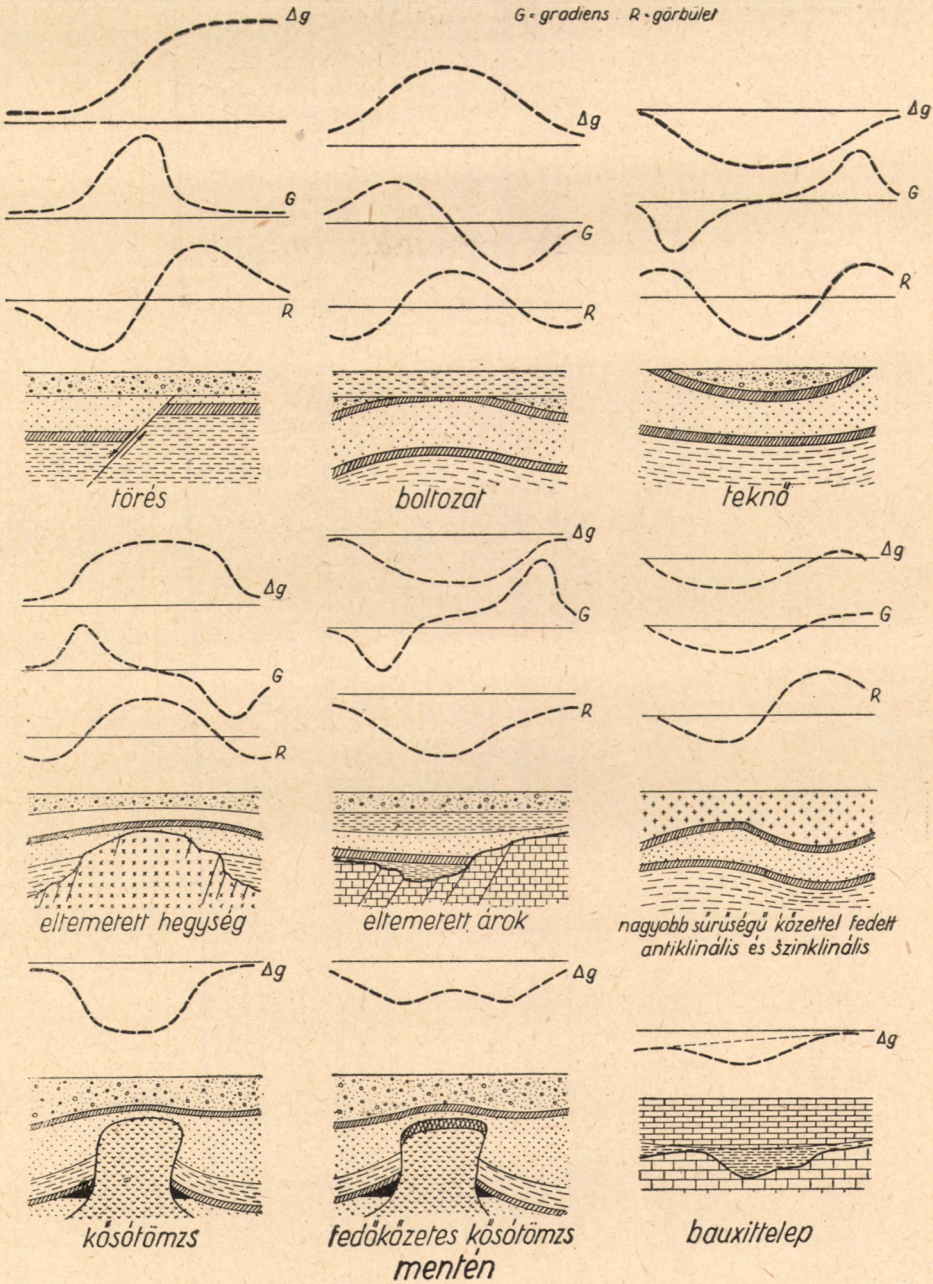 G = gradiens . R = görbület
Δg
G
R
törés
Δg
G
R
boltozat
Δg
G
R
teknő
Δg
G
R
eltemetett hegység
Δg
G
R
eltemetett árok
Δg
G
R
nagyobb sűrűségű kőzettel fedett
antiklinális és szinklinális
Δg
kősótömzs
Δg
fedőkőzetes kősótömzs
Δg
bauxittelep
mentén